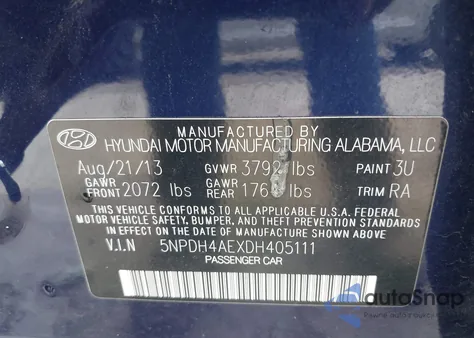 MANUFACTURED BY
HYUNDAI MOTOR MANUFACTURING ALABAMA, LLC
Aug/21/13 GVWR lbs PAINT 3U
GAWR FRONT 2072 lbs GAWR REAR lbs TRIM RA
THIS VEHICLE CONFORMS TO ALL APPLICABLE U.S.A. FEDERAL
MOTOR VEHICLE SAFETY, BUMPER, AND THEFT PREVENTION
STANDARDS IN EFFECT ON THE DATE OF MANUFACTURE SHOWN ABOVE.
V.I.N 5NPDH4AEXDH405111
PASSENGER CAR
autoSnap